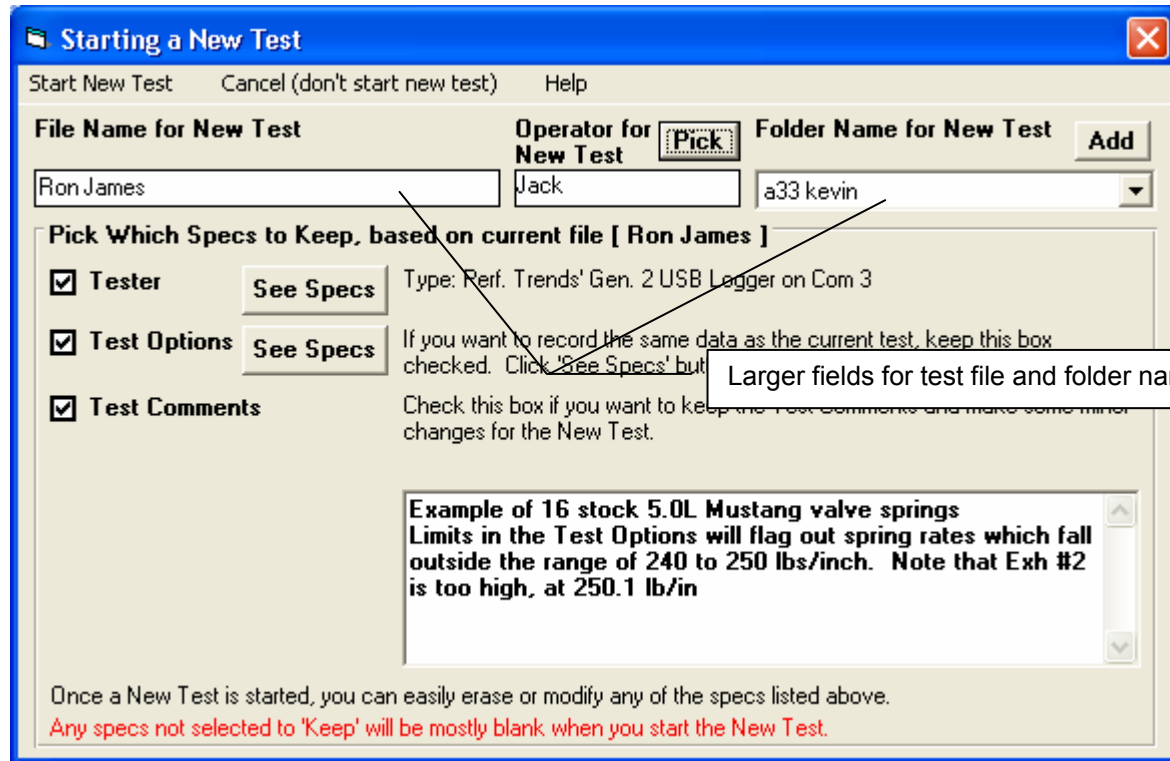 Starting a New Test
Start New Test Cancel (don't start new test) Help
File Name for New Test
Operator for New Test
Pick
Folder Name for New Test
Add
Ron James
Jack
a33 kevin
Pick Which Specs to Keep, based on current file [ Ron James ]
Tester
See Specs
Type: Perf. Trends' Gen. 2 USB Logger on Com 3
Test Options
See Specs
If you want to record the same data as the current test, keep this box
checked. Click 'See Specs' but
Larger fields for test file and folder
Test Comments
Check this box if you want to keep the Test Comments and make some minor
changes for the New Test.
Example of 16 stock 5.0L Mustang valve springs
Limits in the Test Options will flag out spring rates which fall
outside the range of 240 to 250 lbs/inch. Note that Exh #2
is too high, at 250.1 lb/in
Once a New Test is started, you can easily erase or modify any of the specs listed above.
Any specs not selected to 'Keep' will be mostly blank when you start the New Test.